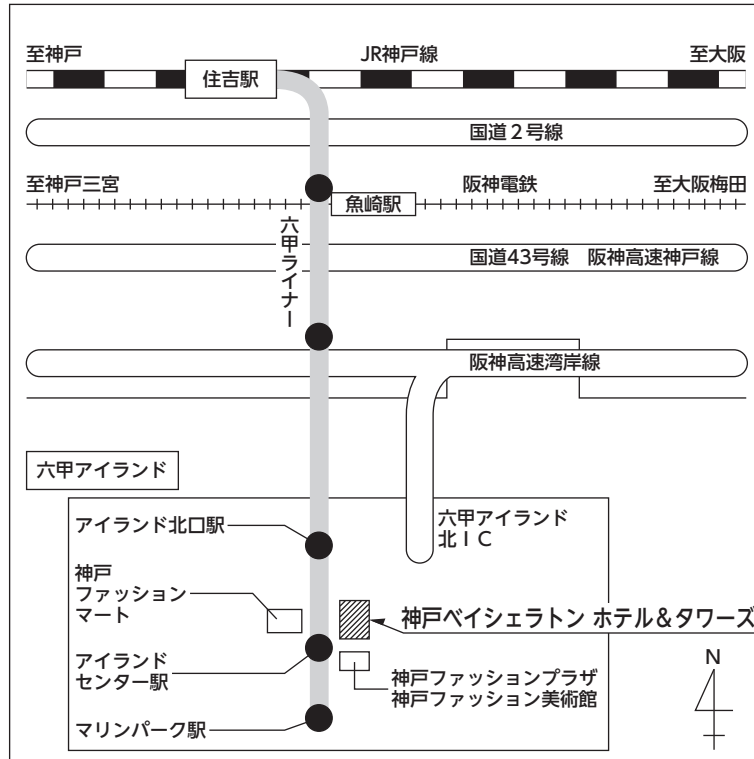 至神戸
JR神戸線
至大阪
住吉駅
国道2号線
至神戸三宮
阪神電鉄
至大阪梅田
魚崎駅
六甲ライナー
国道43号線 阪神高速神戸線
阪神高速湾岸線
六甲アイランド
アイランド北口駅
六甲アイランド
北IC
神戸
ファッション
マート
神戸ベイシェラトン ホテル&タワーズ
アイランド
センター駅
神戸ファッションプラザ
神戸ファッション美術館
N
マリンパーク駅